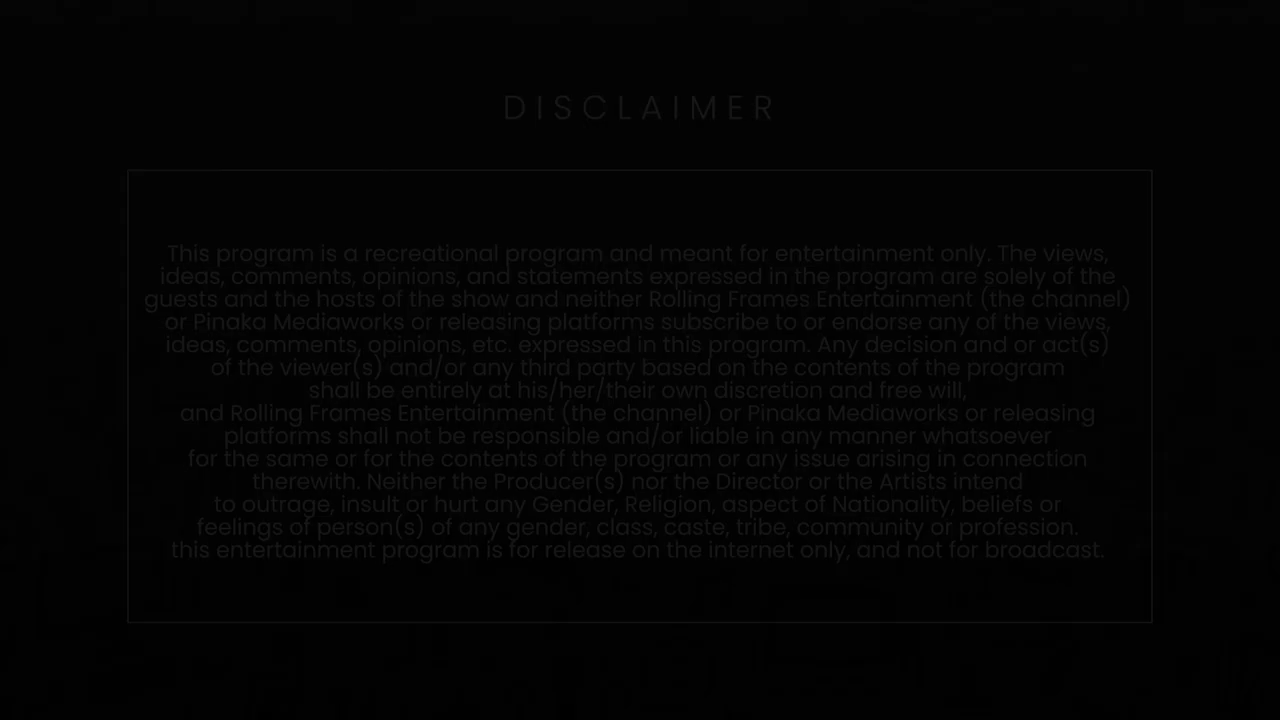 DISCLAIMER
This program is a recreational program and meant for entertainment only. The views,
ideas, comments, opinions, and statements expressed in the program are solely of the
guests and the hosts of the show and neither Rolling Frames Entertainment (the channel)
or Pinaka Mediaworks or releasing platforms subscribe to or endorse any of the views,
ideas, comments, opinions, etc. expressed in this program. Any decision and or act(s)
of the viewer(s) and/or any third party based on the contents of the program
shall be entirely at his/her/their own discretion and free will,
and Rolling Frames Entertainment (the channel) or Pinaka Mediaworks or releasing
platforms shall not be responsible and/or liable in any manner whatsoever
for the same or for the contents of the program or any issue arising in connection
therewith. Neither the Producer(s) nor the Director or the Artists intend
to outrage, insult or hurt any Gender, Religion, aspect of Nationality, beliefs or
feelings of person(s) of any gender, class, caste, tribe, community or profession.
this entertainment program is for release on the internet only, and not for broadcast.